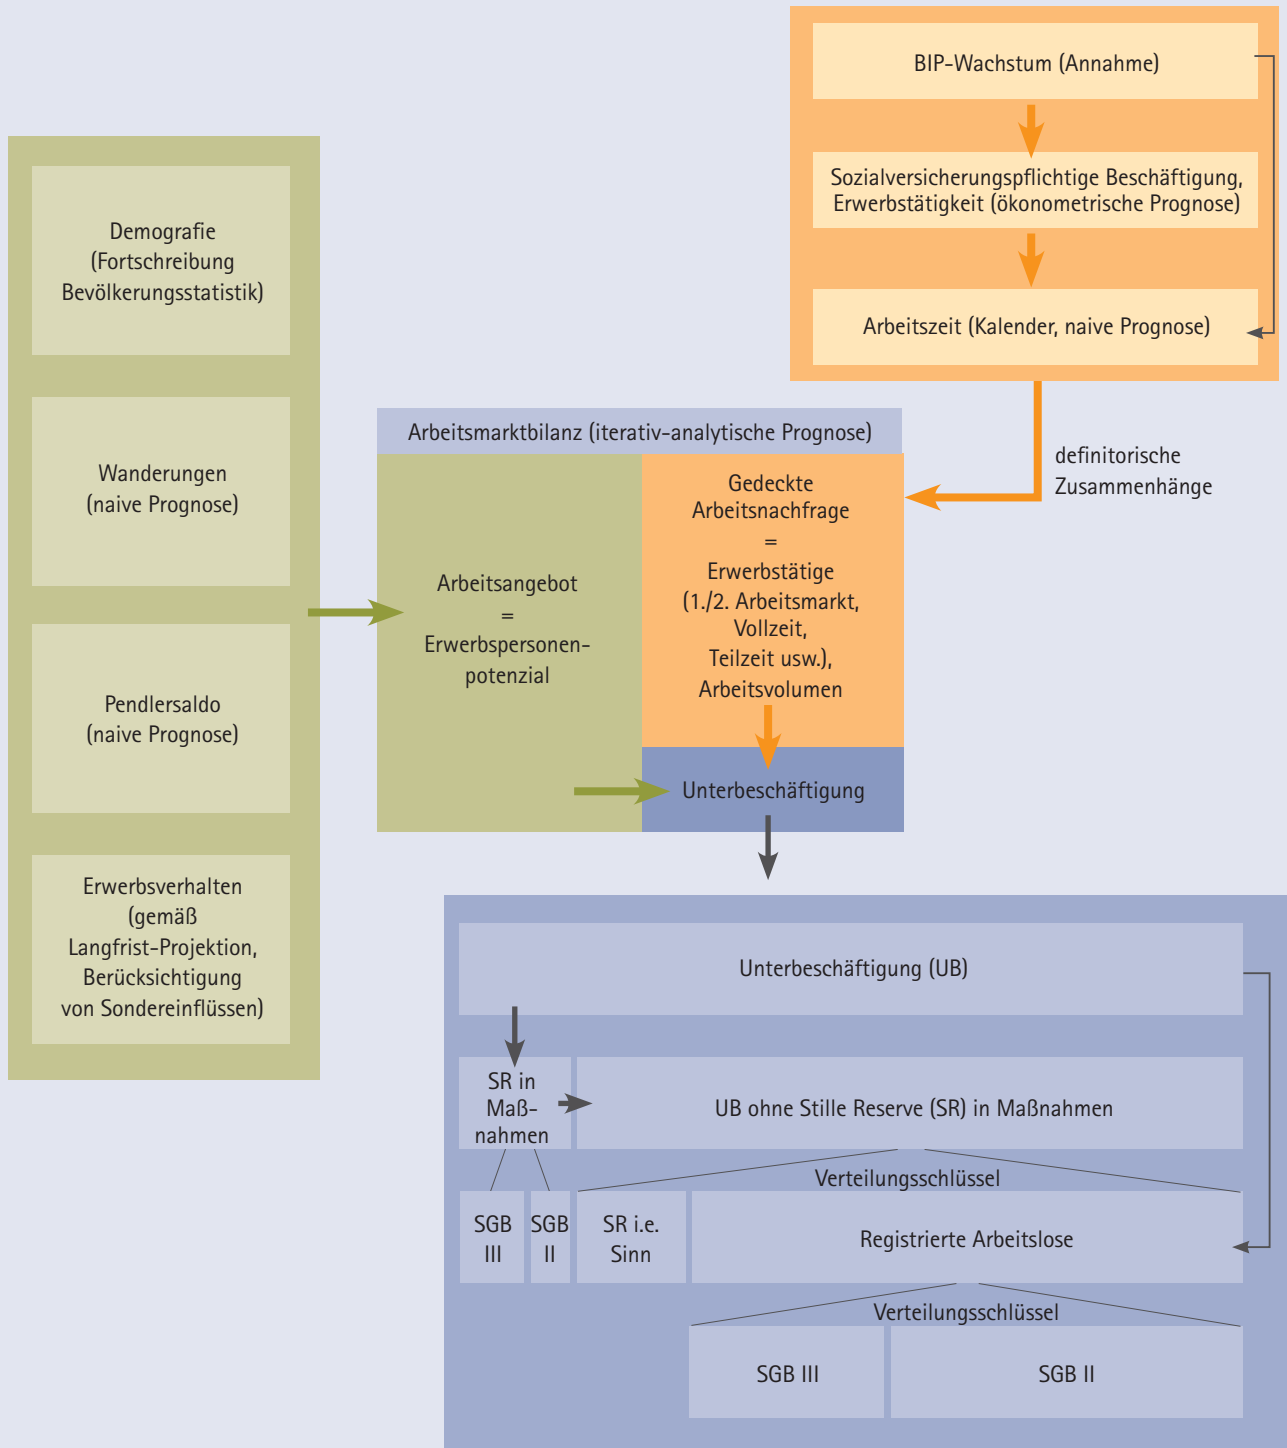 BIP-Wachstum (Annahme)
Sozialversicherungspflichtige Beschäftigung,
Erwerbstätigkeit (ökonometrische Prognose)
Arbeitszeit (Kalender, naive Prognose)
definitorische
Zusammenhänge
Demografie
(Fortschreibung
Bevölkerungsstatistik)
Wanderungen
(naive Prognose)
Pendlersaldo
(naive Prognose)
Erwerbsverhalten
(gemäß
Langfrist-Projektion,
Berücksichtigung
von Sondereinflüssen)
Arbeitsmarktbilanz (iterativ-analytische Prognose)
Arbeitsangebot
=
Erwerbspersonen-
potenzial
Gedeckte
Arbeitsnachfrage
=
Erwerbstätige
(1./2. Arbeitsmarkt,
Vollzeit,
Teilzeit usw.),
Arbeitsvolumen
Unterbeschäftigung
Unterbeschäftigung (UB)
SR in
Maß-
nahmen
UB ohne Stille Reserve (SR) in Maßnahmen
Verteilungsschlüssel
SGB
III
SGB
II
SR i.e.
Sinn
Registrierte Arbeitslose
Verteilungsschlüssel
SGB III
SGB II